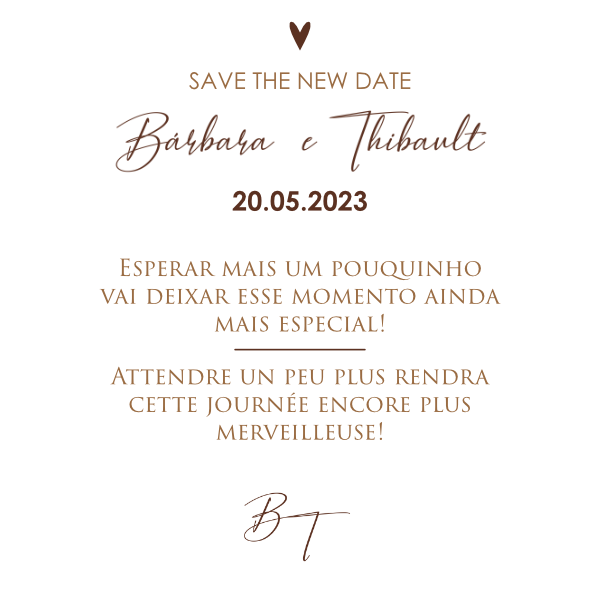 SAVE THE NEW DATE
Bárbara e Thibault
20.05.2023
ESPERAR MAIS UM POUQUINHO
VAI DEIXAR ESSE MOMENTO AINDA
MAIS ESPECIAL!
ATTENDRE UN PEU PLUS RENDRA
CETTE JOURNÉE ENCORE PLUS
MERVEILLEUSE!
BT